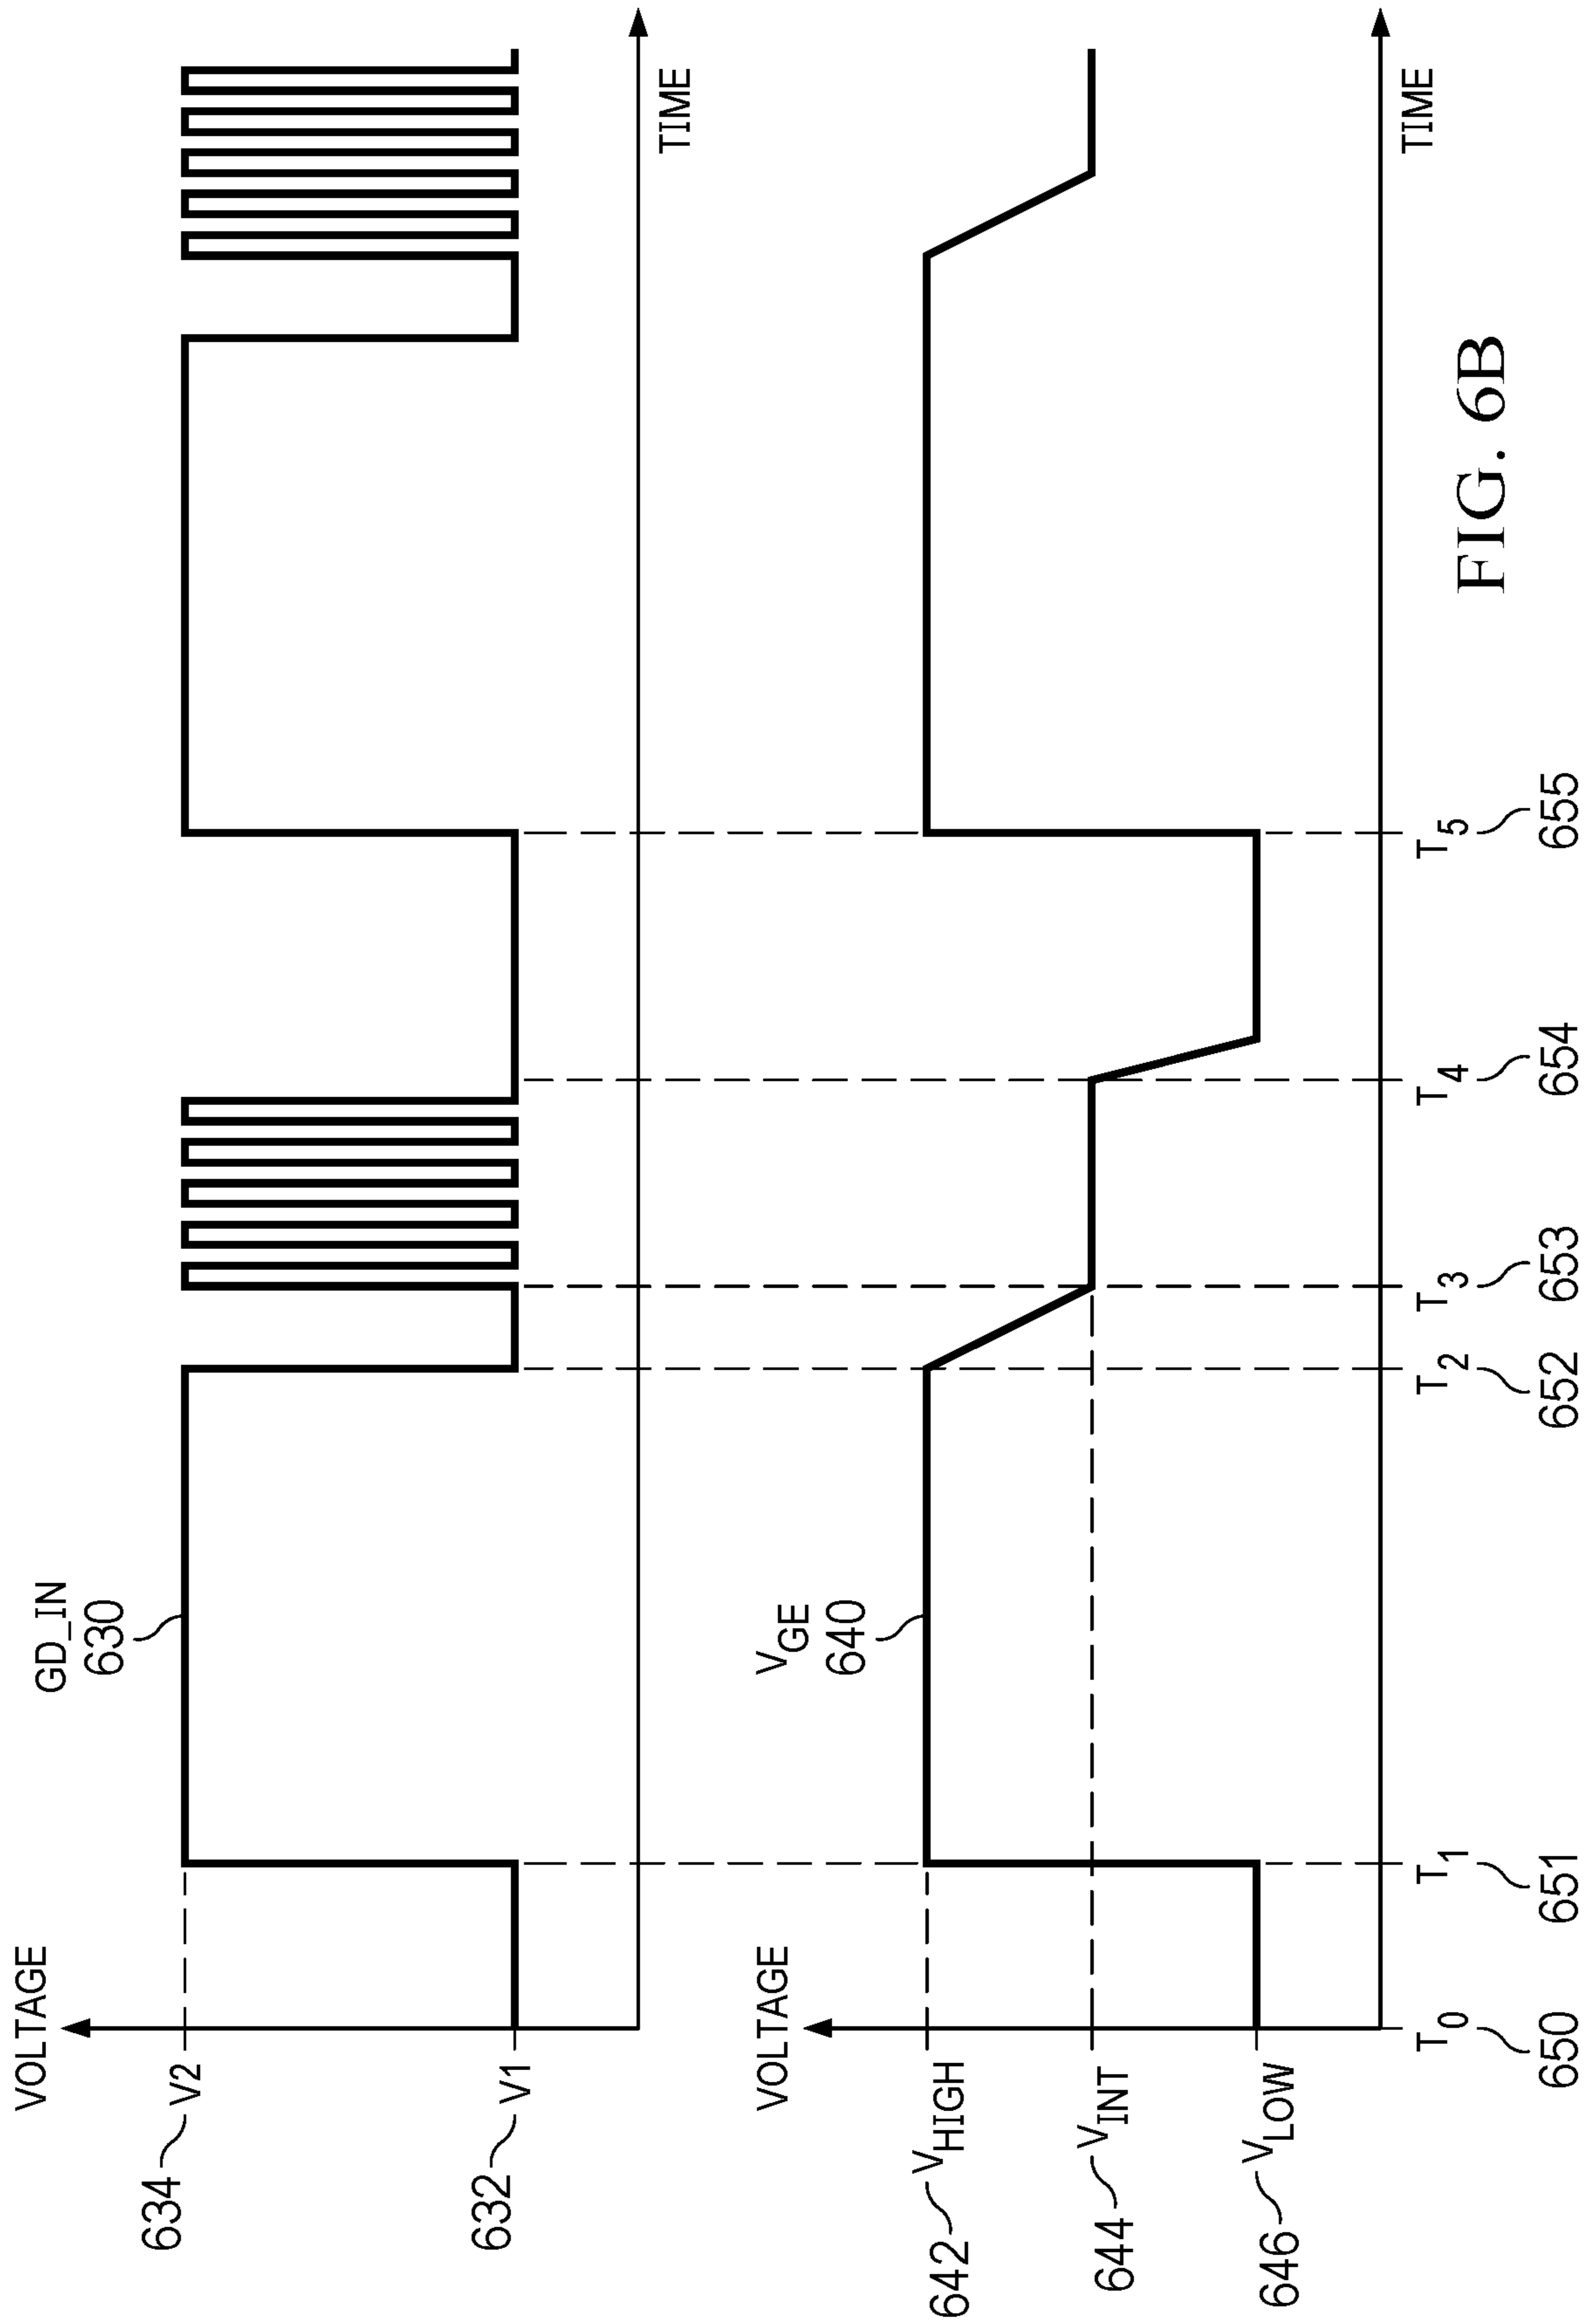 VOLTAGE
GD_IN
630
634
V2
632
V1
TIME
VOLTAGE
VGE
640
642
VHIGH
644
VINT
646
VLOW
TIME
T0
T1
T2
T3
T4
T5
650
651
652
653
654
655
FIG. 6B